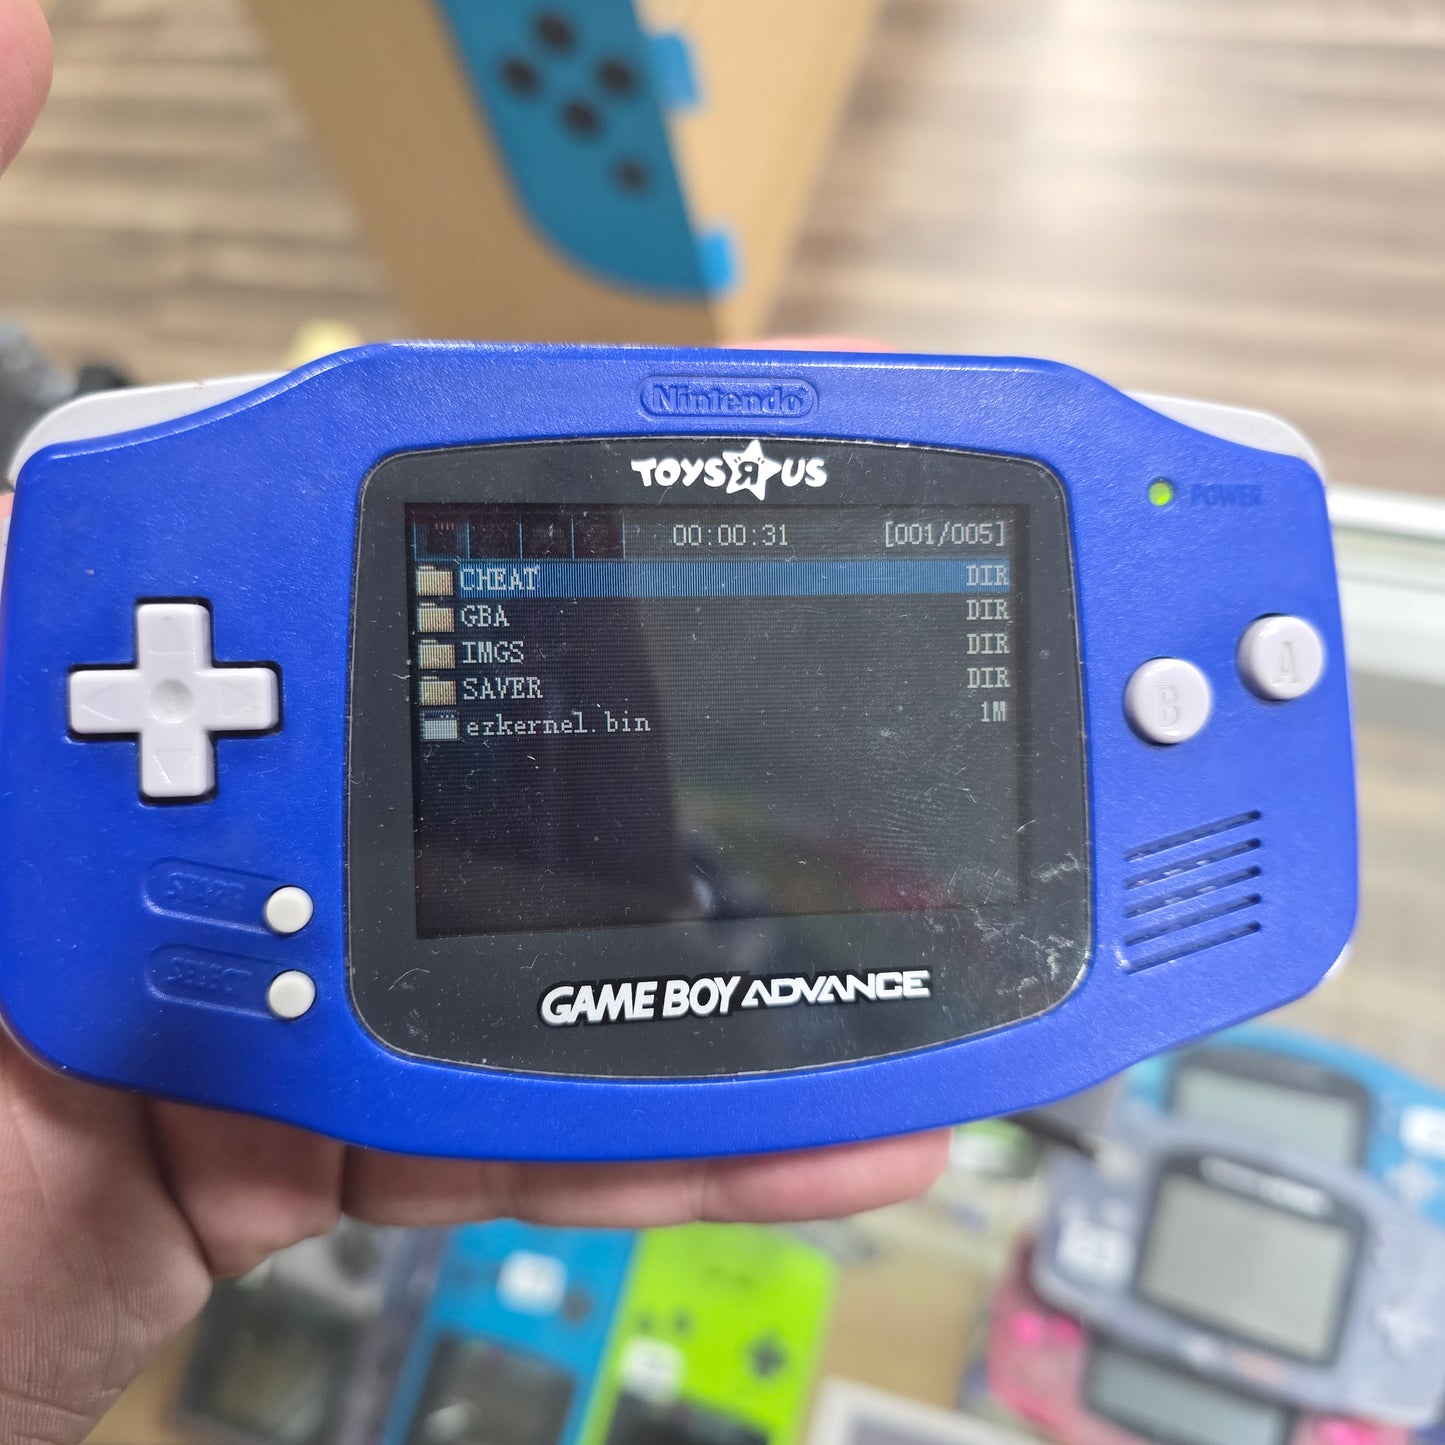 Nintendo
TOYS R US
POWER
00:00:31 [001/005]
CHEAT DIR
GBA DIR
IMGS DIR
SAVER DIR
ezkernel.bin 1M
B A
START
SELECT
GAME BOY ADVANCE